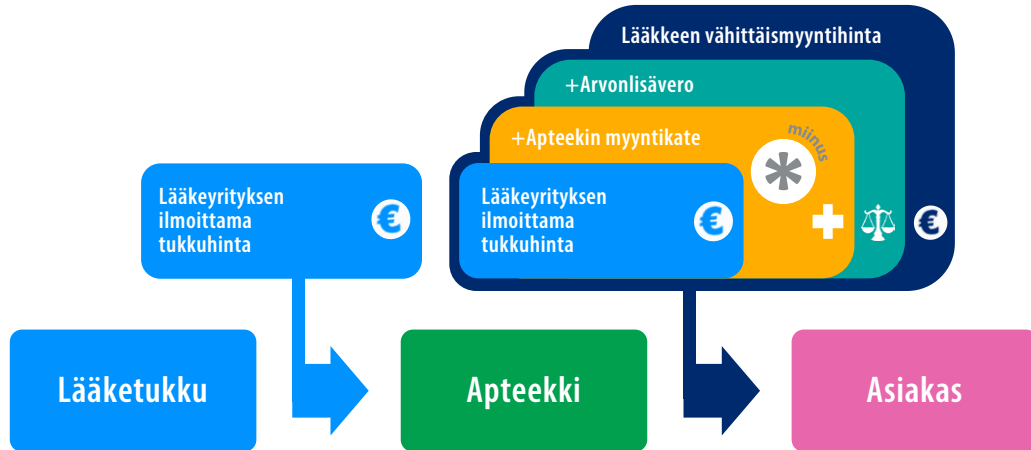 Lääkkeen vähittäismyyntihinta
+Arvonlisävero
+Apteekin myyntikate
miinus
*
Lääkeyrityksen
ilmoittama
tukkuhinta
€
Lääkeyrityksen
ilmoittama
tukkuhinta
€
€
Lääketukku
Apteekki
Asiakas